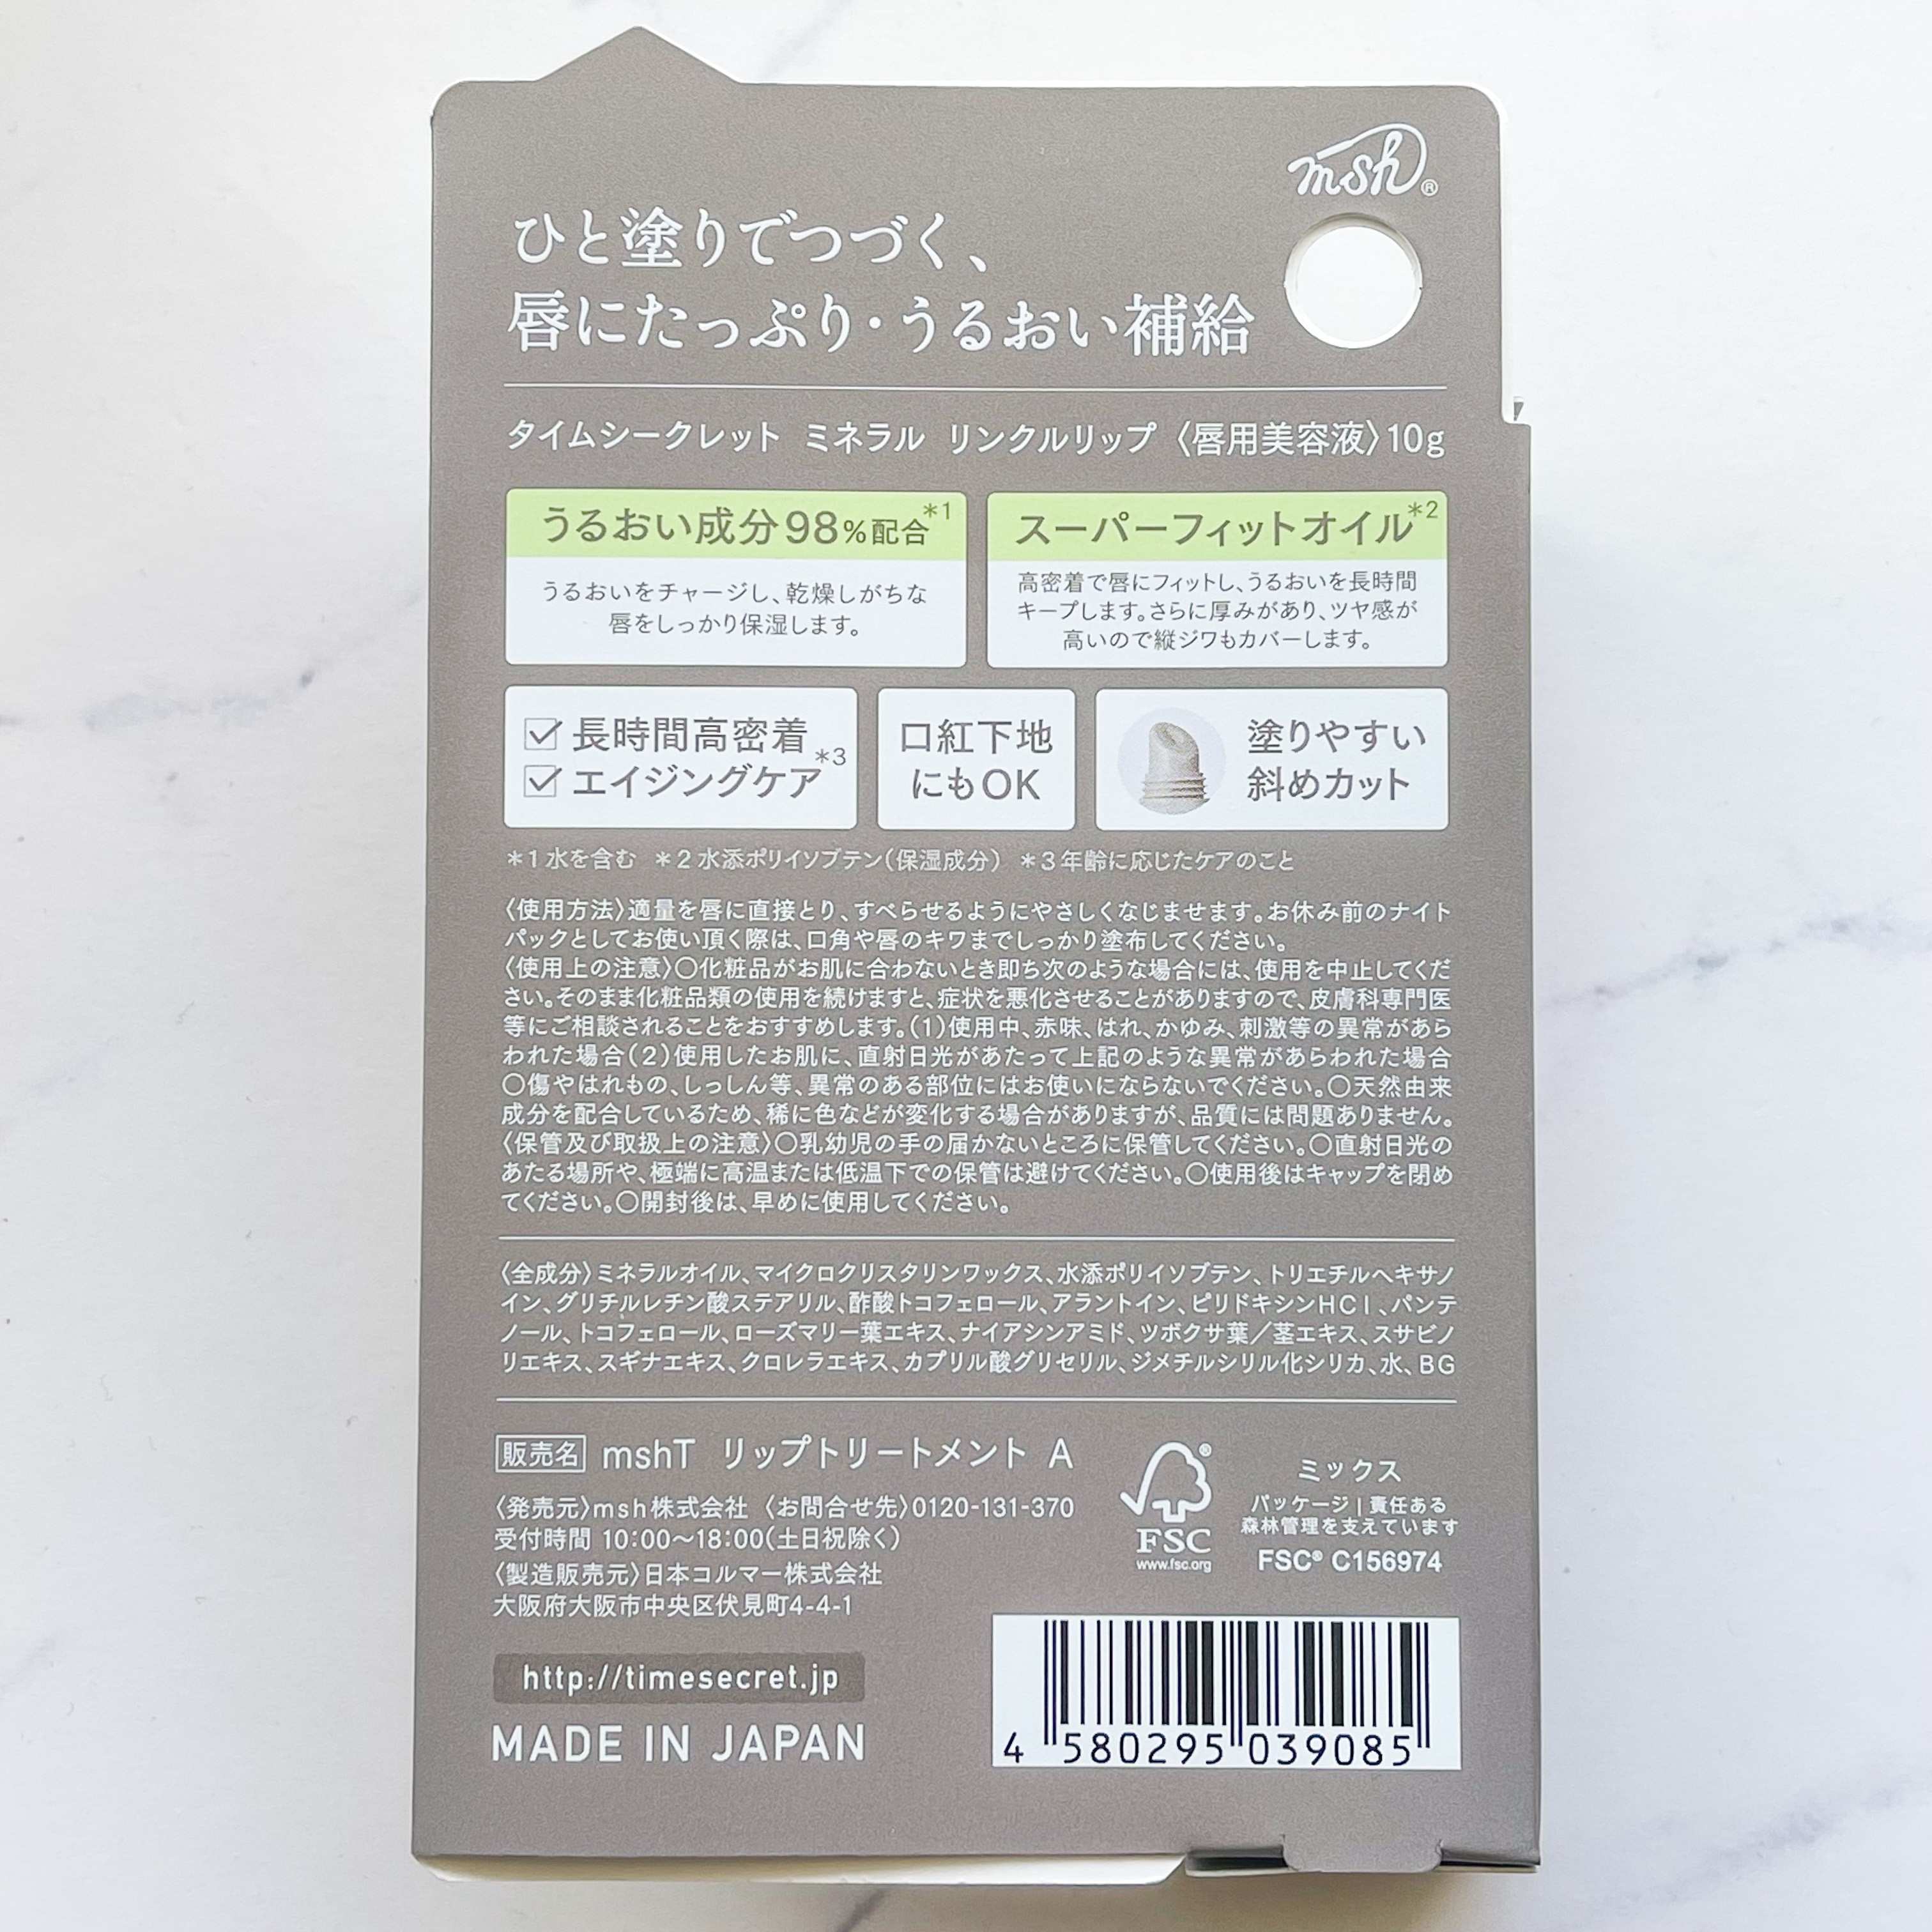 msh®
ひと塗りでつづく、
唇にたっぷり・うるおい補給
タイムシークレット ミネラル リンクルリップ〈唇用美容液〉10g
うるおい成分98%配合*1
うるおいをチャージし、乾燥しがちな
唇をしっかり保湿します。
スーパーフィットオイル*2
高密着で唇にフィットし、うるおいを長時間
キープします。さらに厚みがあり、ツヤ感が
高いので縦ジワもカバーします。
長時間高密着
エイジングケア*3
口紅下地
にもOK
塗りやすい
斜めカット
*1 水を含む *2 水添ポリイソブテン(保湿成分) *3 年齢に応じたケアのこと
〈使用方法〉適量を唇に直接とり、すべらせるようにやさしくなじませます。お休み前のナイト
パックとしてお使い頂く際は、口角や唇のキワまでしっかり塗布してください。
〈使用上の注意〉○化粧品がお肌に合わないとき即ち次のような場合には、使用を中止してくだ
さい。そのまま化粧品類の使用を続けますと、症状を悪化させることがありますので、皮膚科専門医
等にご相談されることをおすすめします。(1)使用中、赤味、はれ、かゆみ、刺激等の異常があら
われた場合(2)使用したお肌に、直射日光があたって上記のような異常があらわれた場合
○傷やはれもの、しっしん等、異常のある部位にはお使いにならないでください。○天然由来
成分を配合しているため、稀に色などが変化する場合がありますが、品質には問題ありません。
〈保管及び取扱上の注意〉○乳幼児の手の届かないところに保管してください。○直射日光の
あたる場所や、極端に高温または低温下での保管は避けてください。○使用後はキャップを閉め
てください。○開封後は、早めに使用してください。
〈全成分〉ミネラルオイル、マイクロクリスタリンワックス、水添ポリイソブテン、トリエチルヘキサノ
イン、グリチルレチン酸ステアリル、酢酸トコフェロール、アラントイン、ピリドキシンHCl、パンテ
ノール、トコフェロール、ローズマリー葉エキス、ナイアシンアミド、ツボクサ葉/茎エキス、スサビノ
リエキス、スギナエキス、クロレラエキス、カプリル酸グリセリル、ジメチルシリル化シリカ、水、BG
販売名 mshT リップトリートメント A
〈発売元〉msh株式会社 〈お問合せ先〉0120-131-370
受付時間 10:00〜18:00(土日祝除く)
〈製造販売元〉日本コルマー株式会社
大阪府大阪市中央区伏見町4-4-1
http://timesecret.jp
MADE IN JAPAN
®
FSC
www.fsc.org
ミックス
パッケージ | 責任ある
森林管理を支えています
FSC® C156974
4 580295 039085